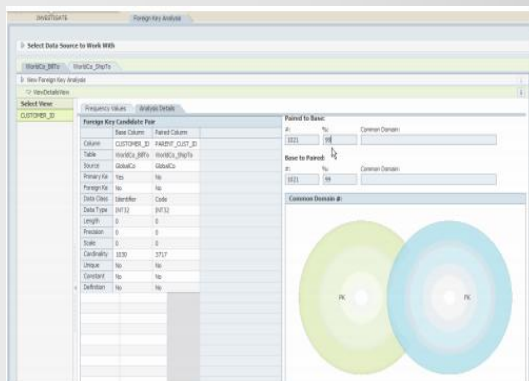 INVESTIGATE Foreign Key Analysis
Select Data Source to Work With
WorldCo_BillTo WorldCo_ShipTo
View Foreign Key Analysis
ViewDetailsView
Select View:
CUSTOMER_ID
Frequency Values Analysis Details
Foreign Key Candidate Pair
Base Column Paired Column
Column CUSTOMER_ID PARENT_CUST_ID
Table WorldCo_BillTo WorldCo_ShipTo
Source GlobalCo GlobalCo
Primary Ke Yes No
Foreign Ke No No
Data Class Identifier Code
Data Type INT32 INT32
Length 0 0
Precision 0 0
Scale 0 0
Cardinality 1030 3717
Unique No No
Constant No No
Definition No No
Paired to Base:
#: %: Common Domain:
1021 99
Base to Paired:
#: %: Common Domain:
1021 99
Common Domain #:
PK FK